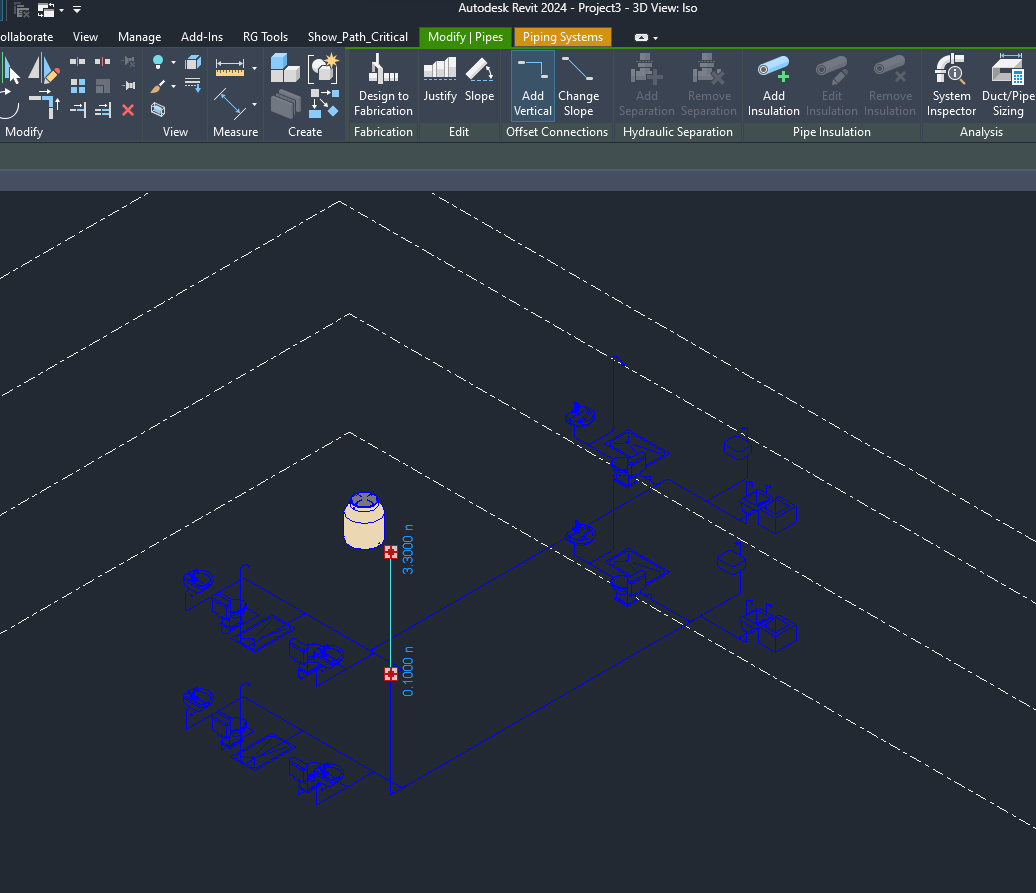 Autodesk Revit 2024 - Project3 - 3D View: Iso
ollaborate View Manage Add-Ins RG Tools Show_Path_Critical Modify | Pipes Piping Systems
Design to Fabrication
Justify
Slope
Add Vertical
Change Slope
Add Separation
Remove Separation
Add Insulation
Edit Insulation
Remove Insulation
System Inspector
Duct/Pipe Sizing
Modify View Measure Create Fabrication Edit Offset Connections Hydraulic Separation Pipe Insulation Analysis
3.3000 n
0.1000 n